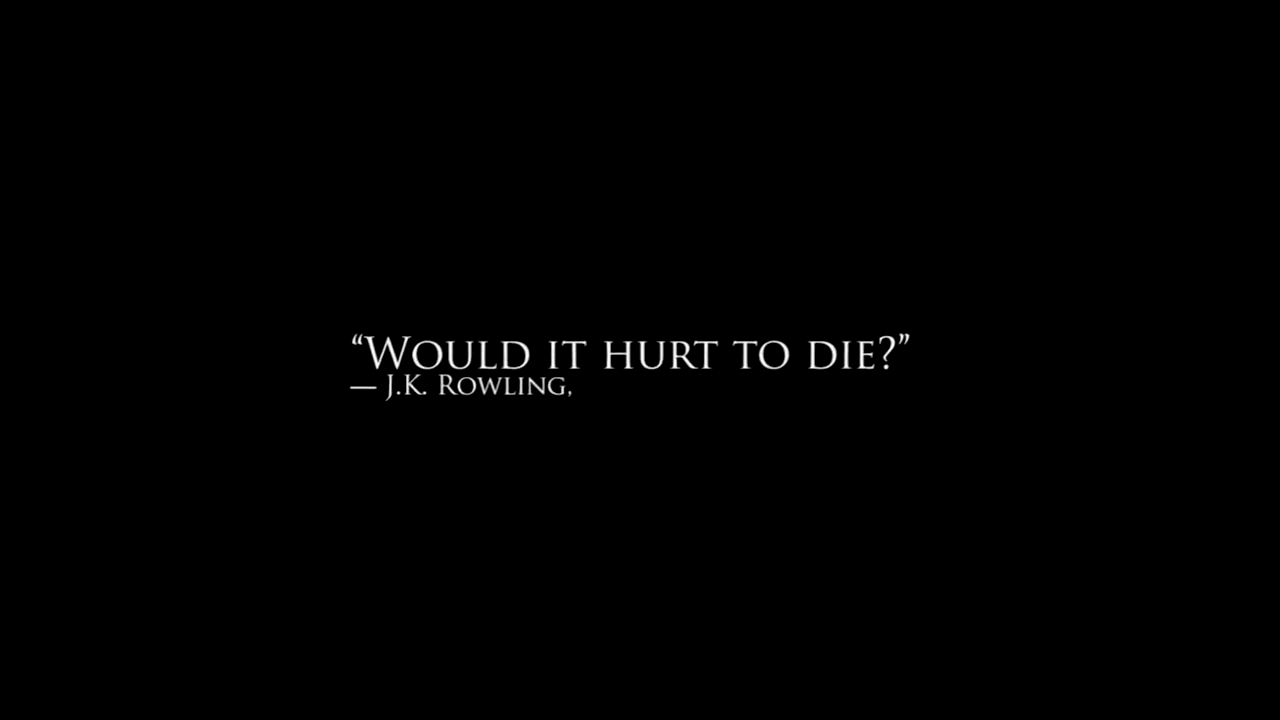 “Would it hurt to die?”
— J.K. Rowling,